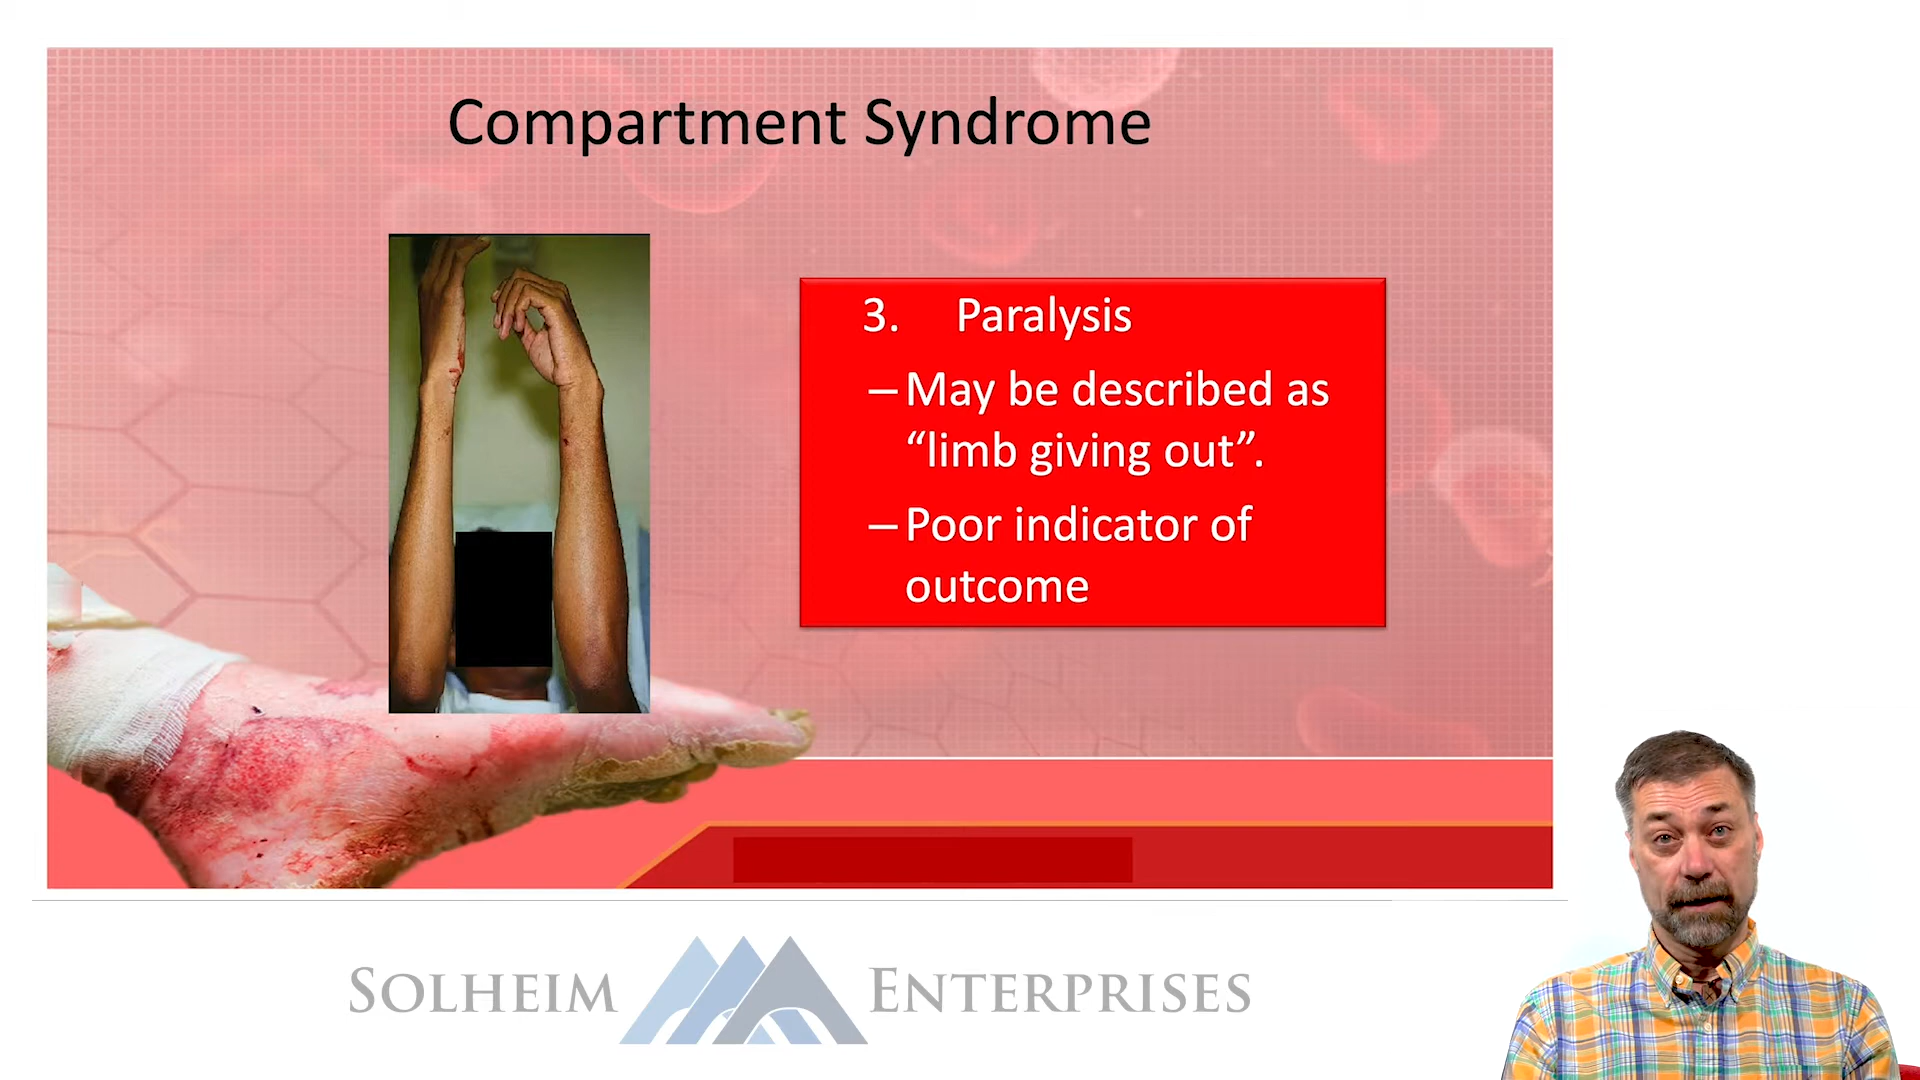 Compartment Syndrome
3. Paralysis
–May be described as
“limb giving out”.
–Poor indicator of
outcome
SOLHEIM ENTERPRISES